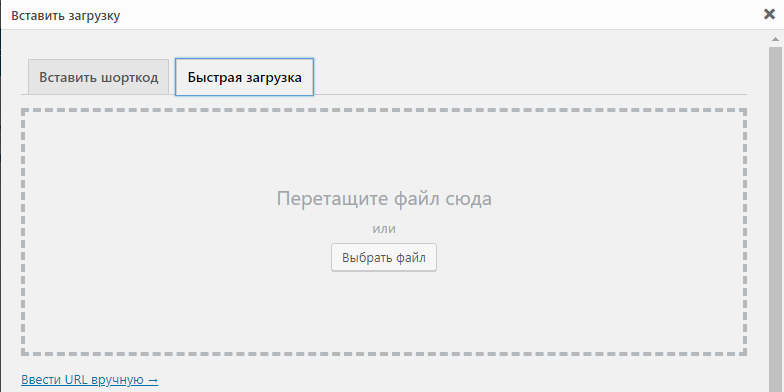 Вставить загрузку
Вставить шорткод
Быстрая загрузка
Перетащите файл сюда
или
Выбрать файл
Ввести URL вручную →